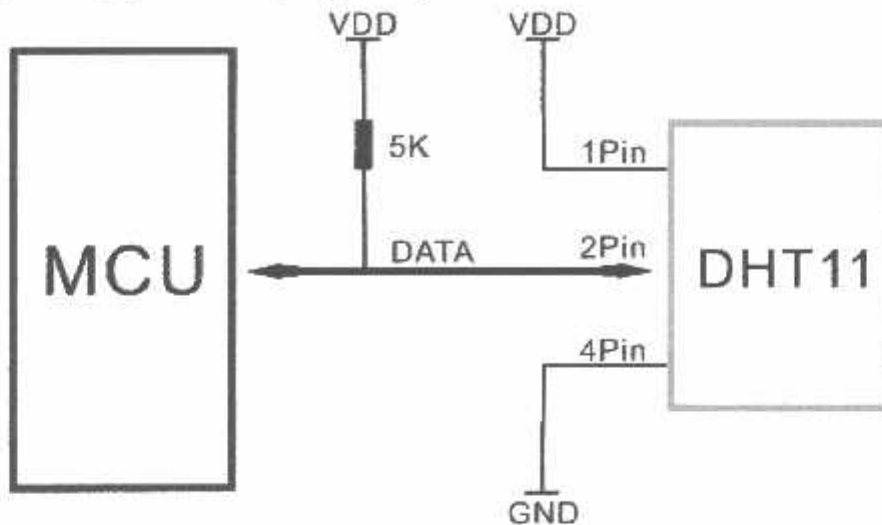 VDD VDD
5K
1Pin
MCU
DATA
2Pin
DHT11
4Pin
GND